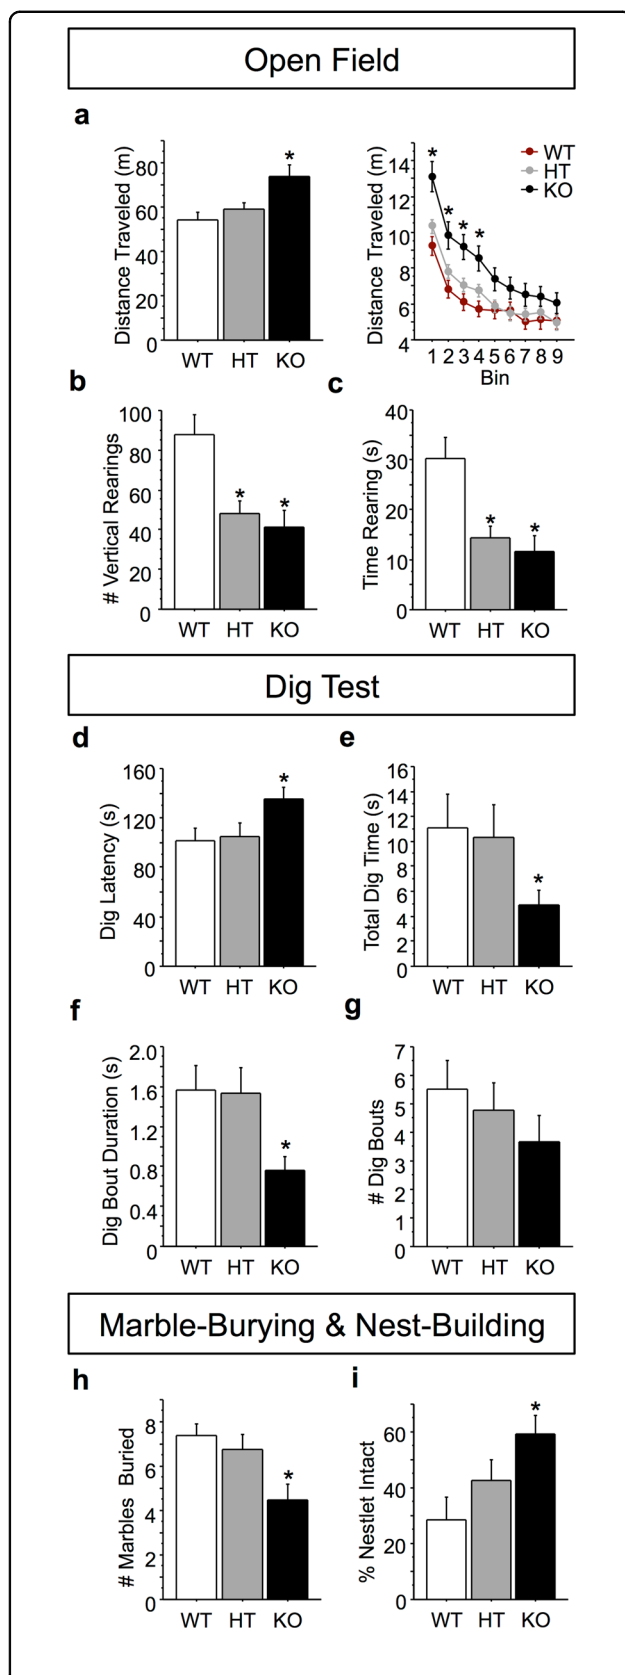 Open Field
a
Distance Traveled (m)
80
60
40
20
0
*
WT HT KO
Distance Traveled (m)
14
12
10
8
6
4
* * * *
WT
HT
KO
1 2 3 4 5 6 7 8 9
Bin
b
# Vertical Rearings
100
80
60
40
20
0
* *
WT HT KO
c
Time Rearing (s)
40
30
20
10
0
* *
WT HT KO
Dig Test
d
Dig Latency (s)
160
120
80
40
0
*
WT HT KO
e
Total Dig Time (s)
16
14
12
10
8
6
4
2
0
*
WT HT KO
f
Dig Bout Duration (s)
2.0
1.6
1.2
0.8
0.4
0
*
WT HT KO
g
# Dig Bouts
7
6
5
4
3
2
1
0
WT HT KO
Marble-Burying & Nest-Building
h
# Marbles Buried
8
6
4
2
0
*
WT HT KO
i
% Nestlet Intact
60
40
20
0
*
WT HT KO